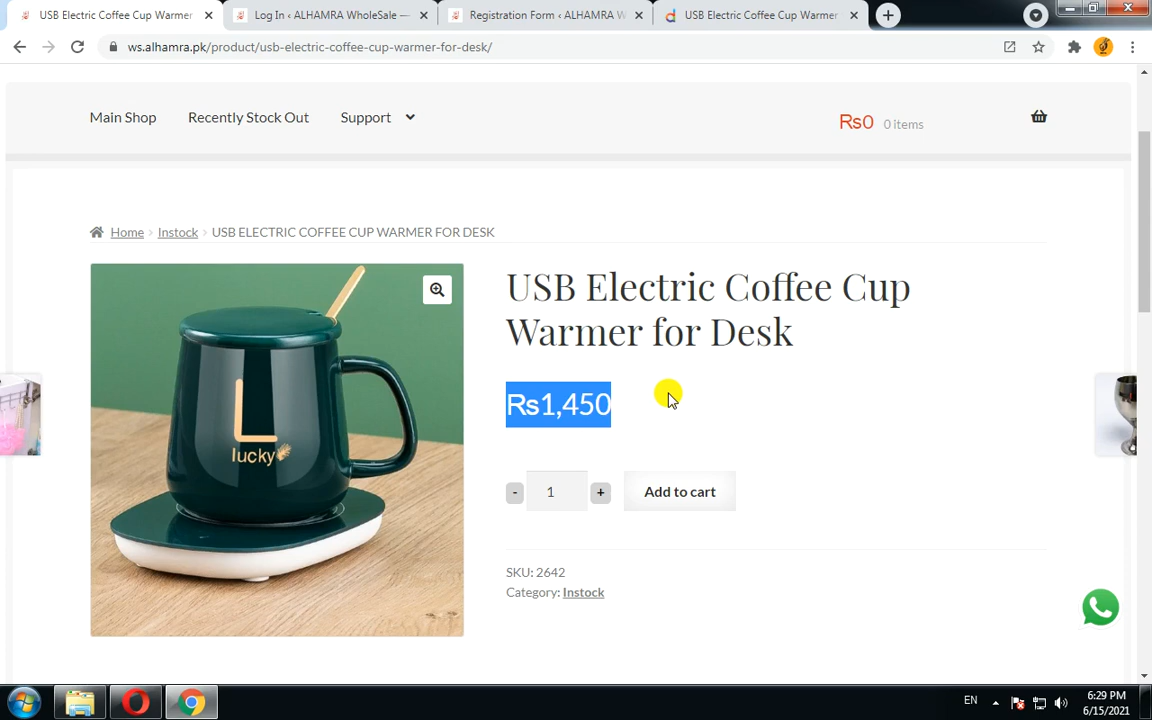 USB Electric Coffee Cup Warmer
Log In ‹ ALHAMRA WholeSale —
Registration Form ‹ ALHAMRA W
USB Electric Coffee Cup Warmer
ws.alhamra.pk/product/usb-electric-coffee-cup-warmer-for-desk/
Main Shop
Recently Stock Out
Support
₨0 0 items
Home
Instock
USB ELECTRIC COFFEE CUP WARMER FOR DESK
USB Electric Coffee Cup
Warmer for Desk
₨1,450
L
lucky
-
1
+
Add to cart
SKU: 2642
Category: Instock
EN
6:29 PM
6/15/2021